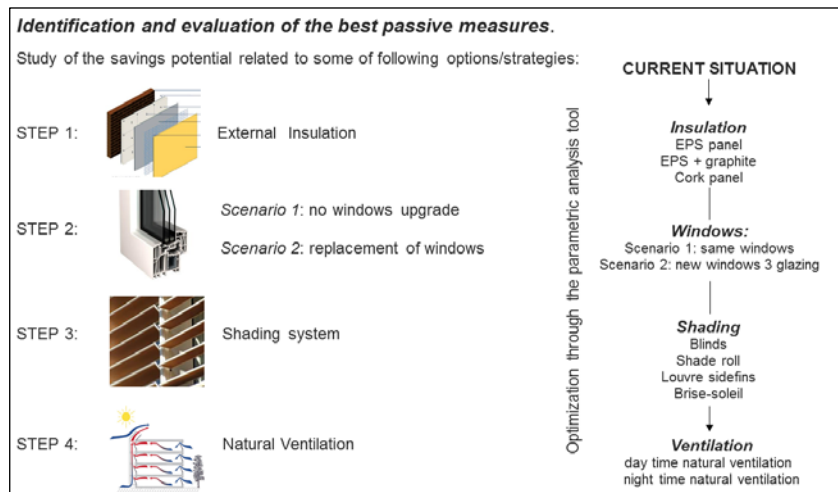 Identification and evaluation of the best passive measures.
Study of the savings potential related to some of following options/strategies:
STEP 1:
External Insulation
STEP 2:
Scenario 1: no windows upgrade
Scenario 2: replacement of windows
STEP 3:
Shading system
STEP 4:
Natural Ventilation
Optimization through the parametric analysis tool
CURRENT SITUATION
Insulation
EPS panel
EPS + graphite
Cork panel
Windows:
Scenario 1: same windows
Scenario 2: new windows 3 glazing
Shading
Blinds
Shade roll
Louvre sidefins
Brise-soleil
Ventilation
day time natural ventilation
night time natural ventilation